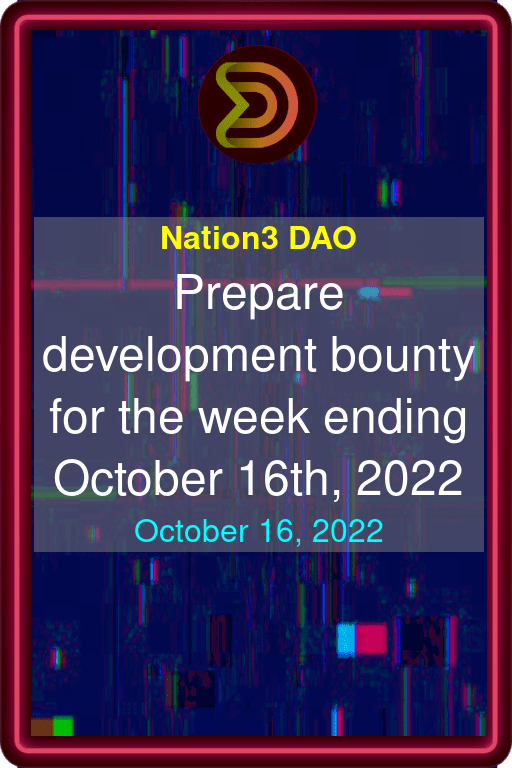 Nation3 DAO
Prepare
development bounty
for the week ending
October 16th, 2022
October 16, 2022